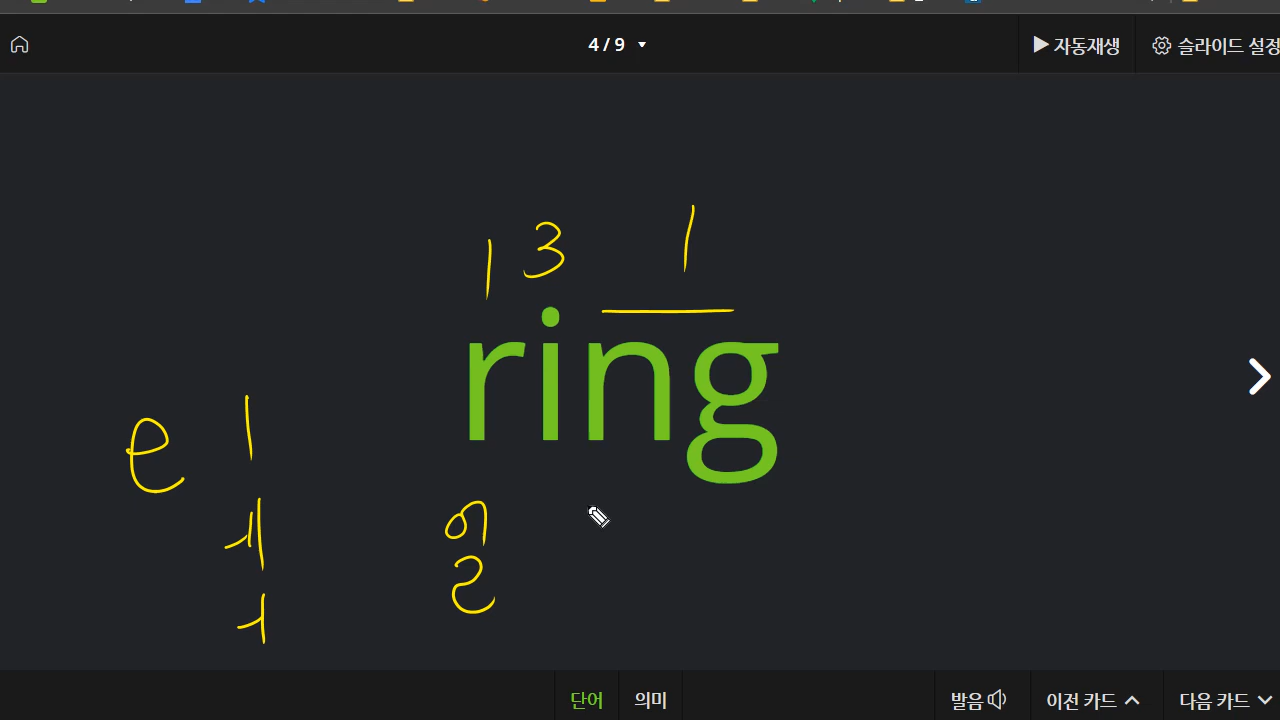 4 / 9
자동재생
슬라이드 설정
1 3 1
ring
e ㅣ
ㅔ
ㅓ
이
2
단어
의미
발음
이전 카드
다음 카드